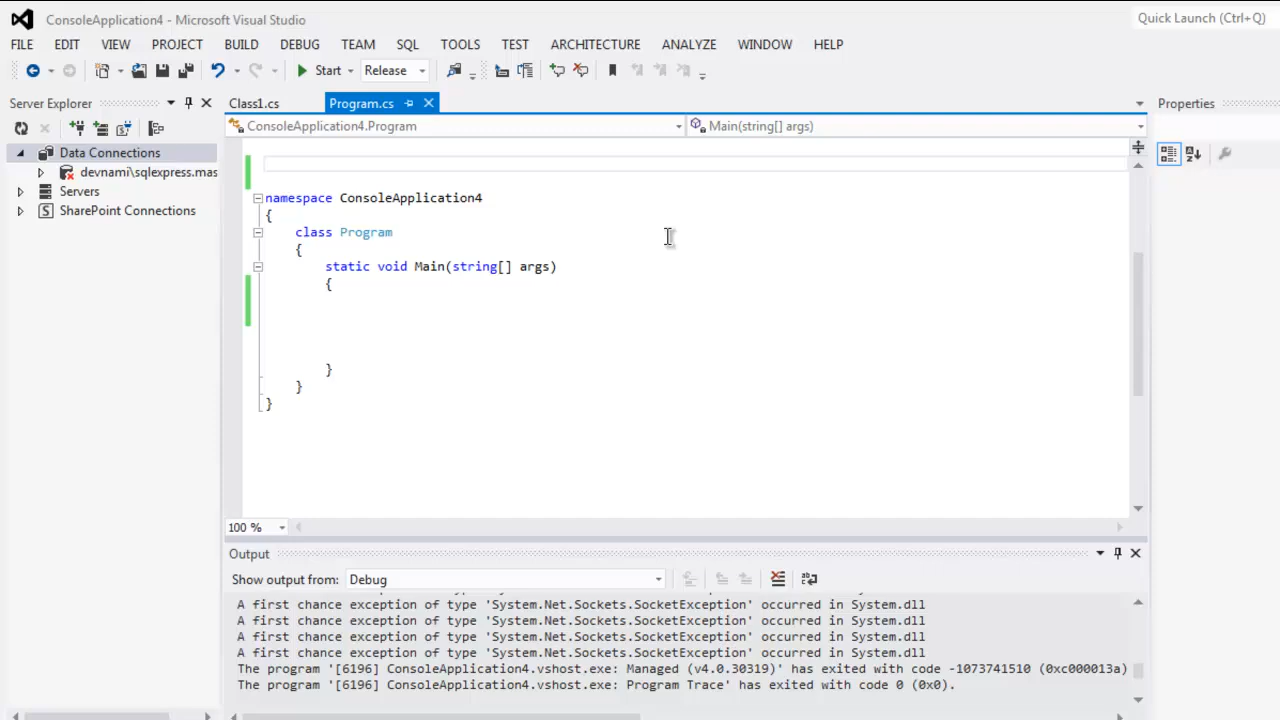 ConsoleApplication4 - Microsoft Visual Studio
Quick Launch (Ctrl+Q)
FILE EDIT VIEW PROJECT BUILD DEBUG TEAM SQL TOOLS TEST ARCHITECTURE ANALYZE WINDOW HELP
Start Release
Server Explorer
Class1.cs
Program.cs
Properties
ConsoleApplication4.Program
Main(string[] args)
Data Connections
devnami\sqlexpress.mas
Servers
SharePoint Connections
namespace ConsoleApplication4
{
class Program
{
static void Main(string[] args)
{
}
}
}
100 %
Output
Show output from: Debug
A first chance exception of type 'System.Net.Sockets.SocketException' occurred in System.dll
A first chance exception of type 'System.Net.Sockets.SocketException' occurred in System.dll
A first chance exception of type 'System.Net.Sockets.SocketException' occurred in System.dll
A first chance exception of type 'System.Net.Sockets.SocketException' occurred in System.dll
The program '[6196] ConsoleApplication4.vshost.exe: Managed (v4.0.30319)' has exited with code -1073741510 (0xc000013a)
The program '[6196] ConsoleApplication4.vshost.exe: Program Trace' has exited with code 0 (0x0).